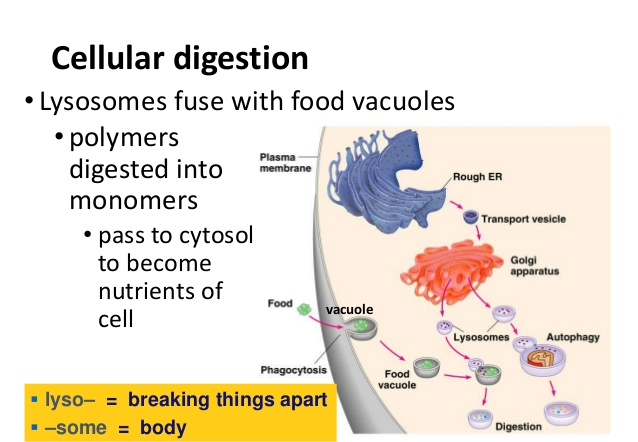 Cellular digestion
• Lysosomes fuse with food vacuoles
• polymers
digested into
monomers
• pass to cytosol
to become
nutrients of
cell
Plasma
membrane
Rough ER
Transport vesicle
Golgi
apparatus
Food
vacuole
Lysosomes
Autophagy
Phagocytosis
Food
vacuole
Digestion
▪ lyso– = breaking things apart
▪ –some = body